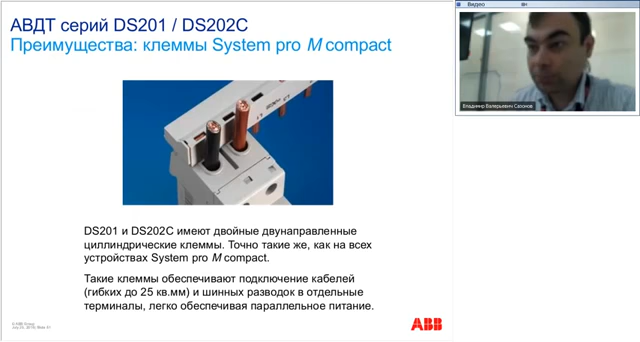 АВДТ серий DS201 / DS202C
Преимущества: клеммы System pro M compact
DS201 и DS202C имеют двойные двунаправленные
цилиндрические клеммы. Точно такие же, как на всех
устройствах System pro M compact.
Такие клеммы обеспечивают подключение кабелей
(гибких до 25 кв.мм) и шинных разводок в отдельные
терминалы, легко обеспечивая параллельное питание.
ABB
Видео
Владимир Валерьевич Сазонов